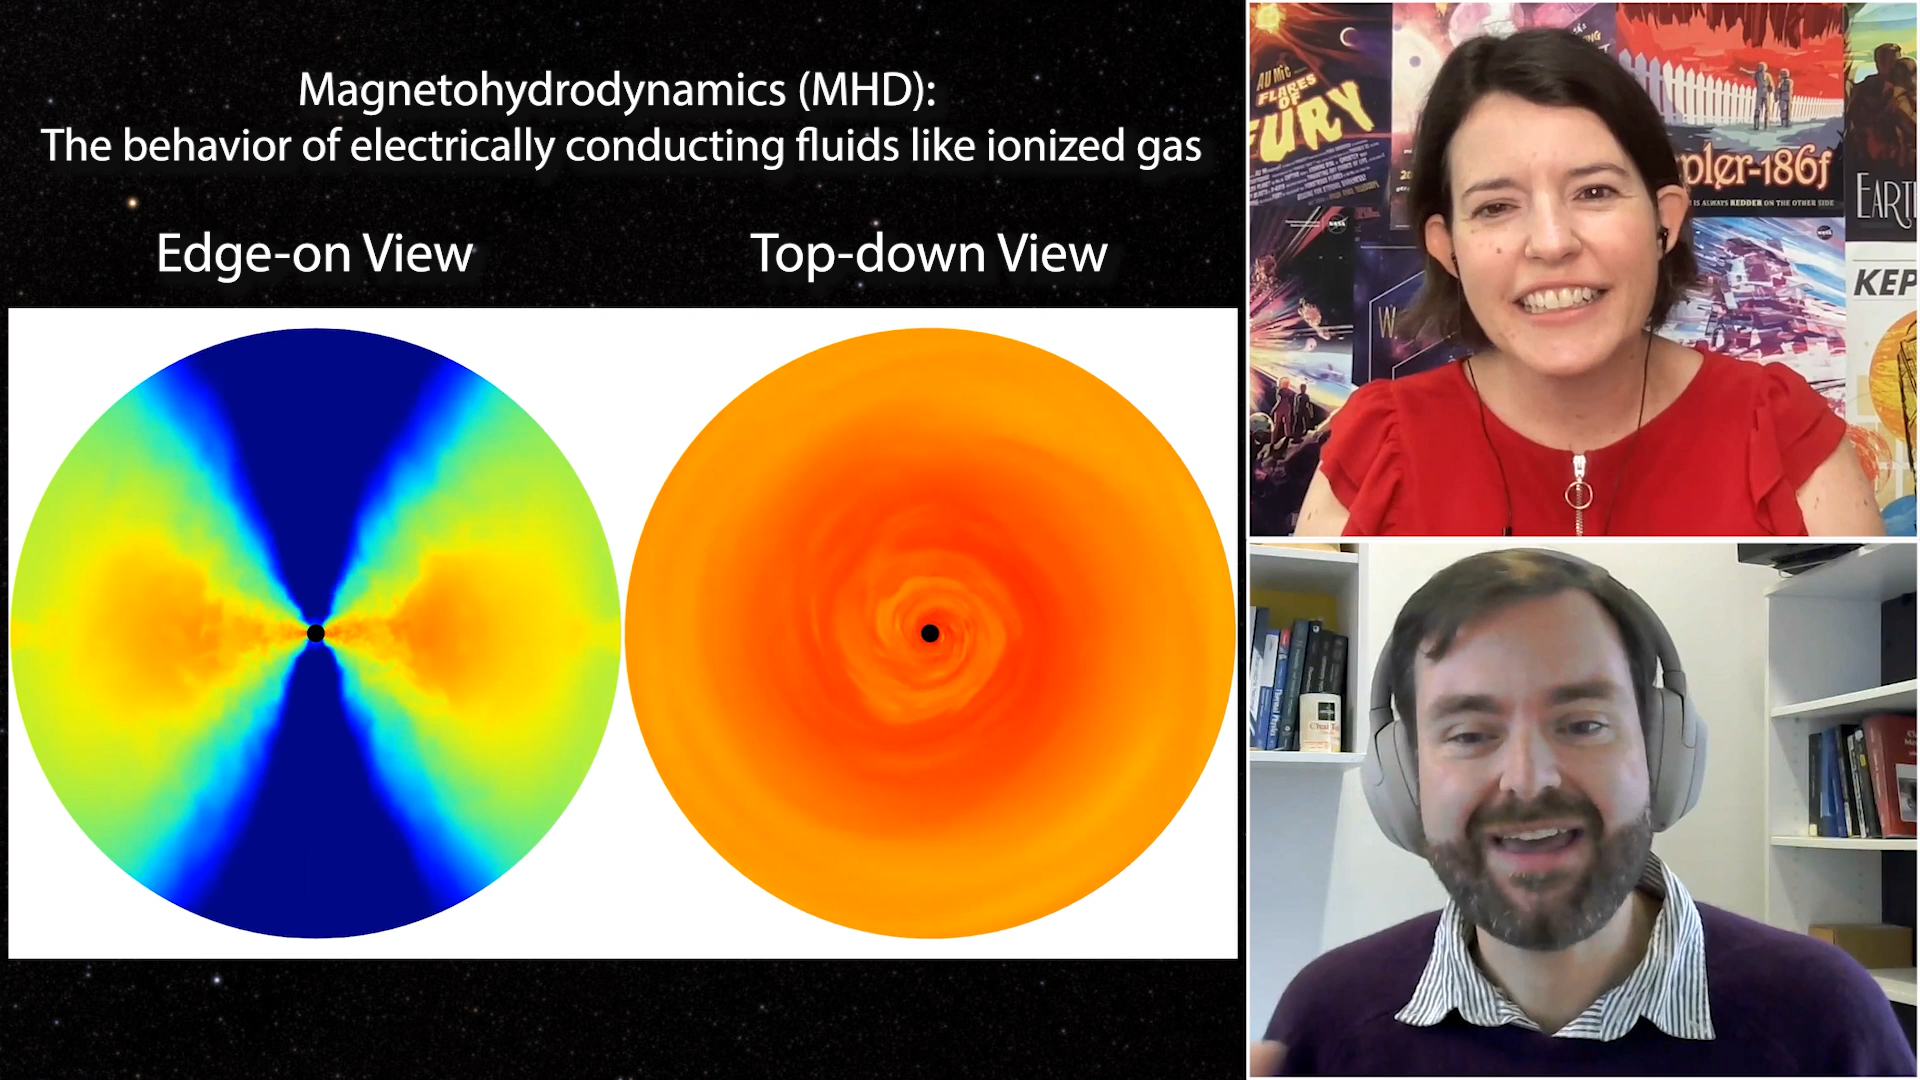 Magnetohydrodynamics (MHD):
The behavior of electrically conducting fluids like ionized gas
Edge-on View
Top-down View
AU MIC
FLARES
OF
FURY
pler-186f
IS ALWAYS REDDER ON THE OTHER SIDE
EART
KEP
W